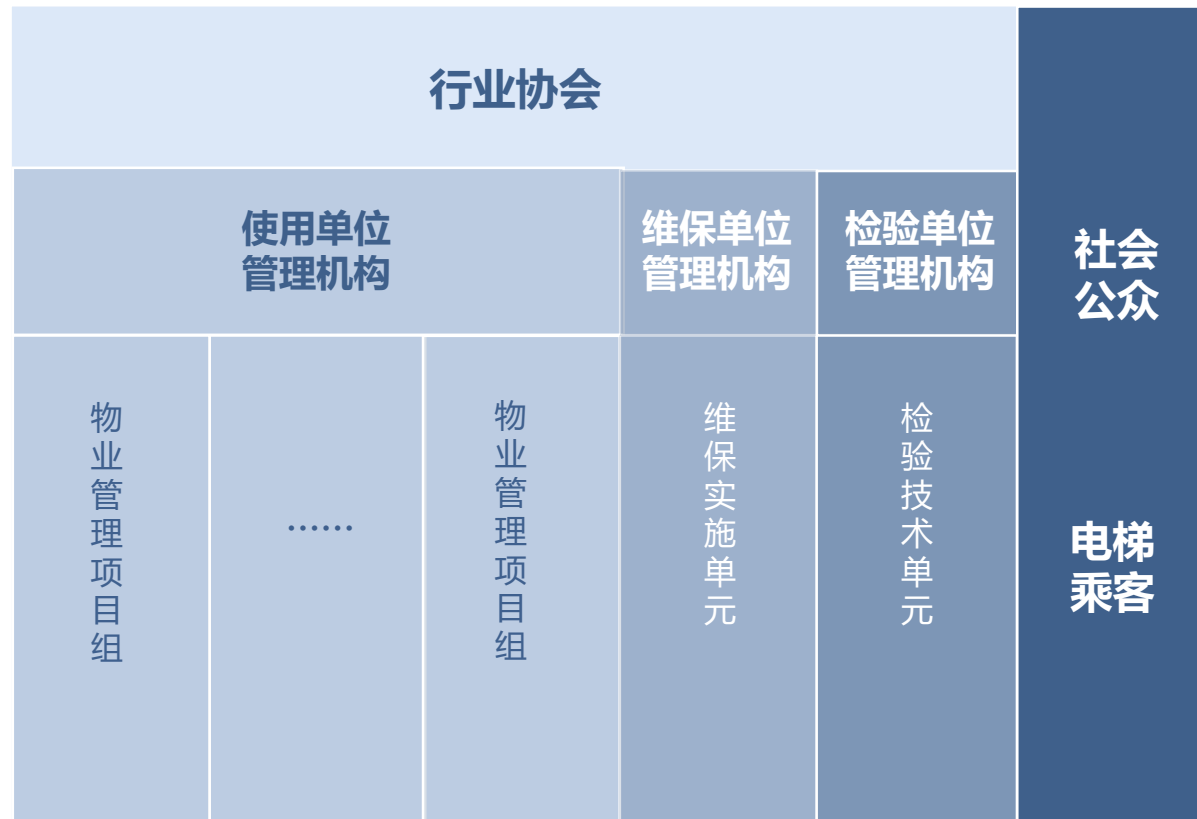 行业协会
使用单位
管理机构
维保单位
管理机构
检验单位
管理机构
社会
公众
物业管理项目组
······
物业管理项目组
维保实施单元
检验技术单元
电梯
乘客